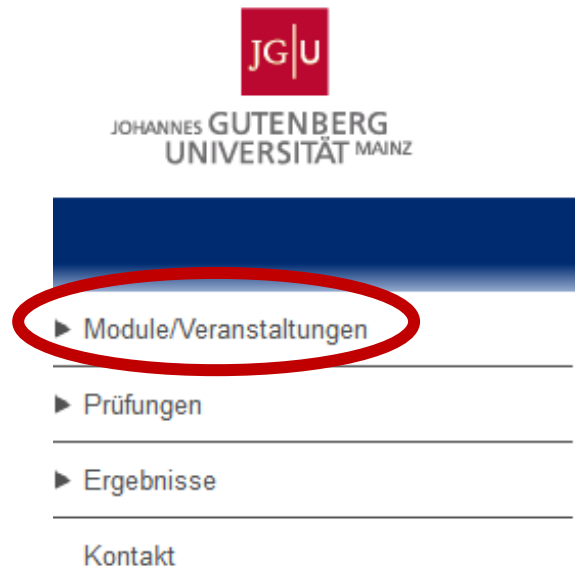 JG|U
JOHANNES GUTENBERG
UNIVERSITÄT MAINZ
Module/Veranstaltungen
Prüfungen
Ergebnisse
Kontakt